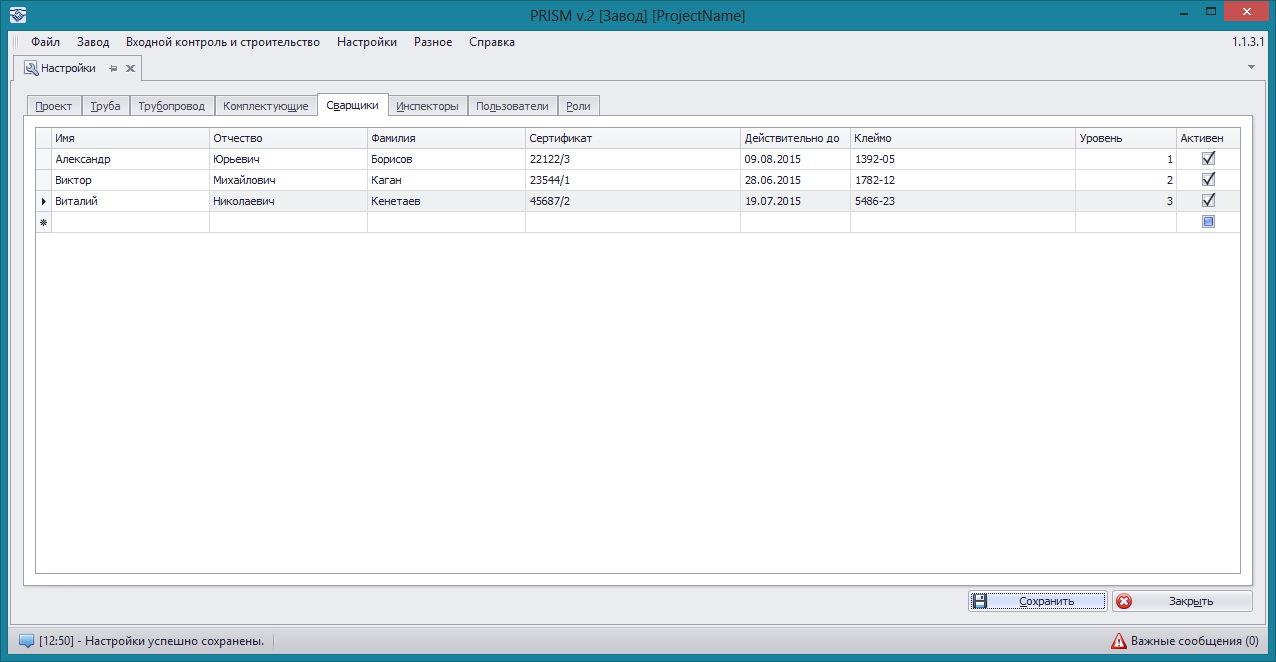 PRISM v.2 [Завод] [ProjectName]
Файл Завод Входной контроль и строительство Настройки Разное Справка 1.1.3.1
Настройки
Проект Труба Трубопровод Комплектующие Сварщики Инспекторы Пользователи Роли
Имя Отчество Фамилия Сертификат Действительно до Клеймо Уровень Активен
Александр Юрьевич Борисов 22122/3 09.08.2015 1392-05 1
Виктор Михайлович Каган 23544/1 28.06.2015 1782-12 2
Виталий Николаевич Кенетаев 45687/2 19.07.2015 5486-23 3
Сохранить Закрыть
[12:50] - Настройки успешно сохранены. Важные сообщения (0)